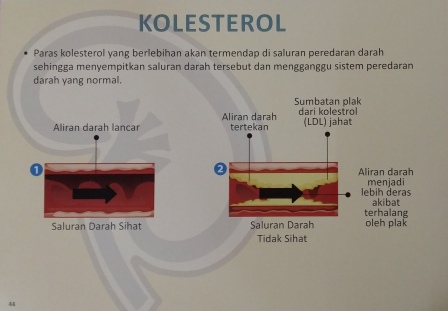 KOLESTEROL
• Paras kolesterol yang berlebihan akan termendap di saluran peredaran darah
sehingga menyempitkan saluran darah tersebut dan mengganggu sistem peredaran
darah yang normal.
Aliran darah lancar
1
Saluran Darah Sihat
Aliran darah
tertekan
Sumbatan plak
dari kolestrol
(LDL) jahat
2
Aliran darah
menjadi
lebih deras
akibat
terhalang
oleh plak
Saluran Darah
Tidak Sihat
44